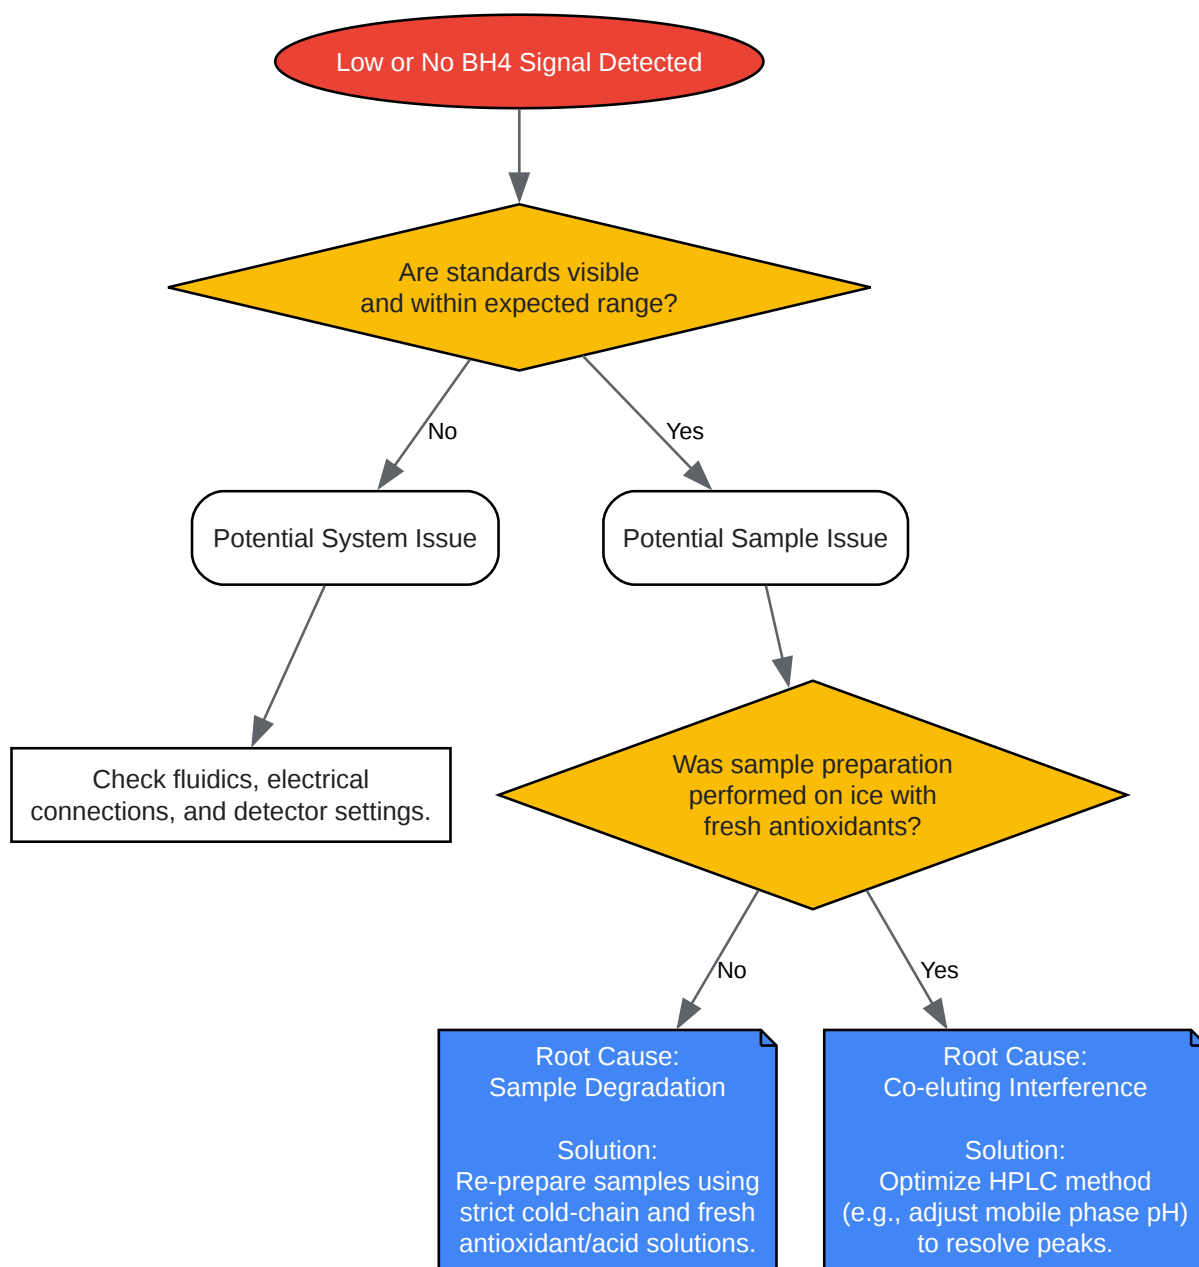 Low or No BH4 Signal Detected
Are standards visible
and within expected range?
No
Yes
Potential System Issue
Potential Sample Issue
Check fluidics, electrical
connections, and detector settings.
Was sample preparation
performed on ice with
fresh antioxidants?
No
Yes
Root Cause:
Sample Degradation
Solution:
Re-prepare samples using
strict cold-chain and fresh
antioxidant/acid solutions.
Root Cause:
Co-eluting Interference
Solution:
Optimize HPLC method
(e.g., adjust mobile phase pH)
to resolve peaks.